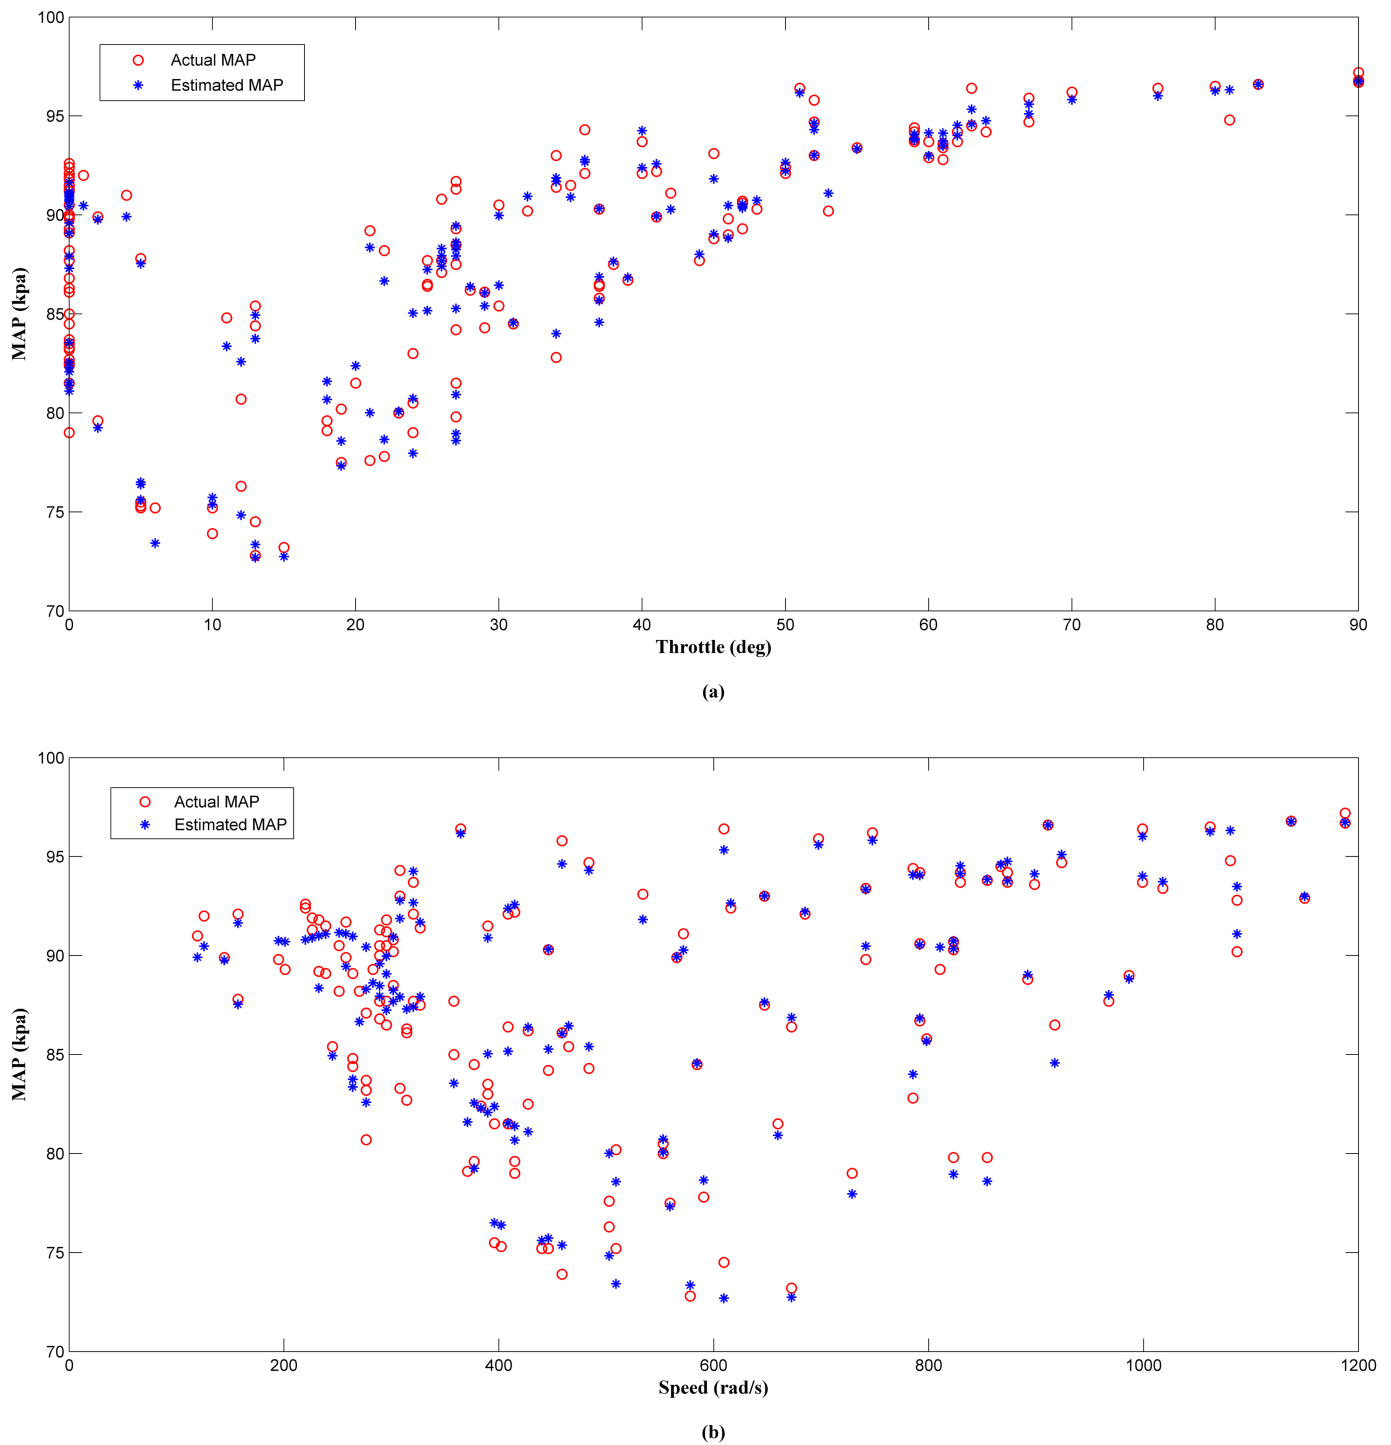 100
95
90
85
80
75
70
MAP (kpa)
Actual MAP
Estimated MAP
0 10 20 30 40 50 60 70 80 90
Throttle (deg)
(a)
100
95
90
85
80
75
70
MAP (kpa)
Actual MAP
Estimated MAP
0 200 400 600 800 1000 1200
Speed (rad/s)
(b)